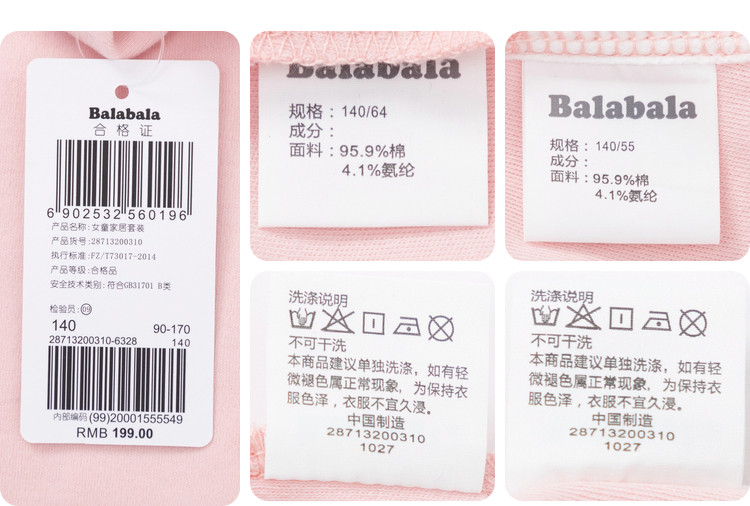 Balabala
合格证
6 902532 560196
产品名称: 女童家居套装
产品货号: 28713200310
执行标准: FZ/T73017-2014
产品等级: 合格品
安全技术类别: 符合GB31701 B类
检验员: 09
140 90-170
28713200310-6328 140
内部编码 (99)20001555549
RMB 199.00
Balabala
规格: 140/64
成分:
面料: 95.9%棉
4.1%氨纶
Balabala
规格: 140/55
成分:
面料: 95.9%棉
4.1%氨纶
洗涤说明
不可干洗
本商品建议单独洗涤, 如有轻
微褪色属正常现象, 为保持衣
服色泽, 衣服不宜久浸。
中国制造
28713200310
1027
洗涤说明
不可干洗
本商品建议单独洗涤, 如有轻
微褪色属正常现象, 为保持衣
服色泽, 衣服不宜久浸。
中国制造
28713200310
1027